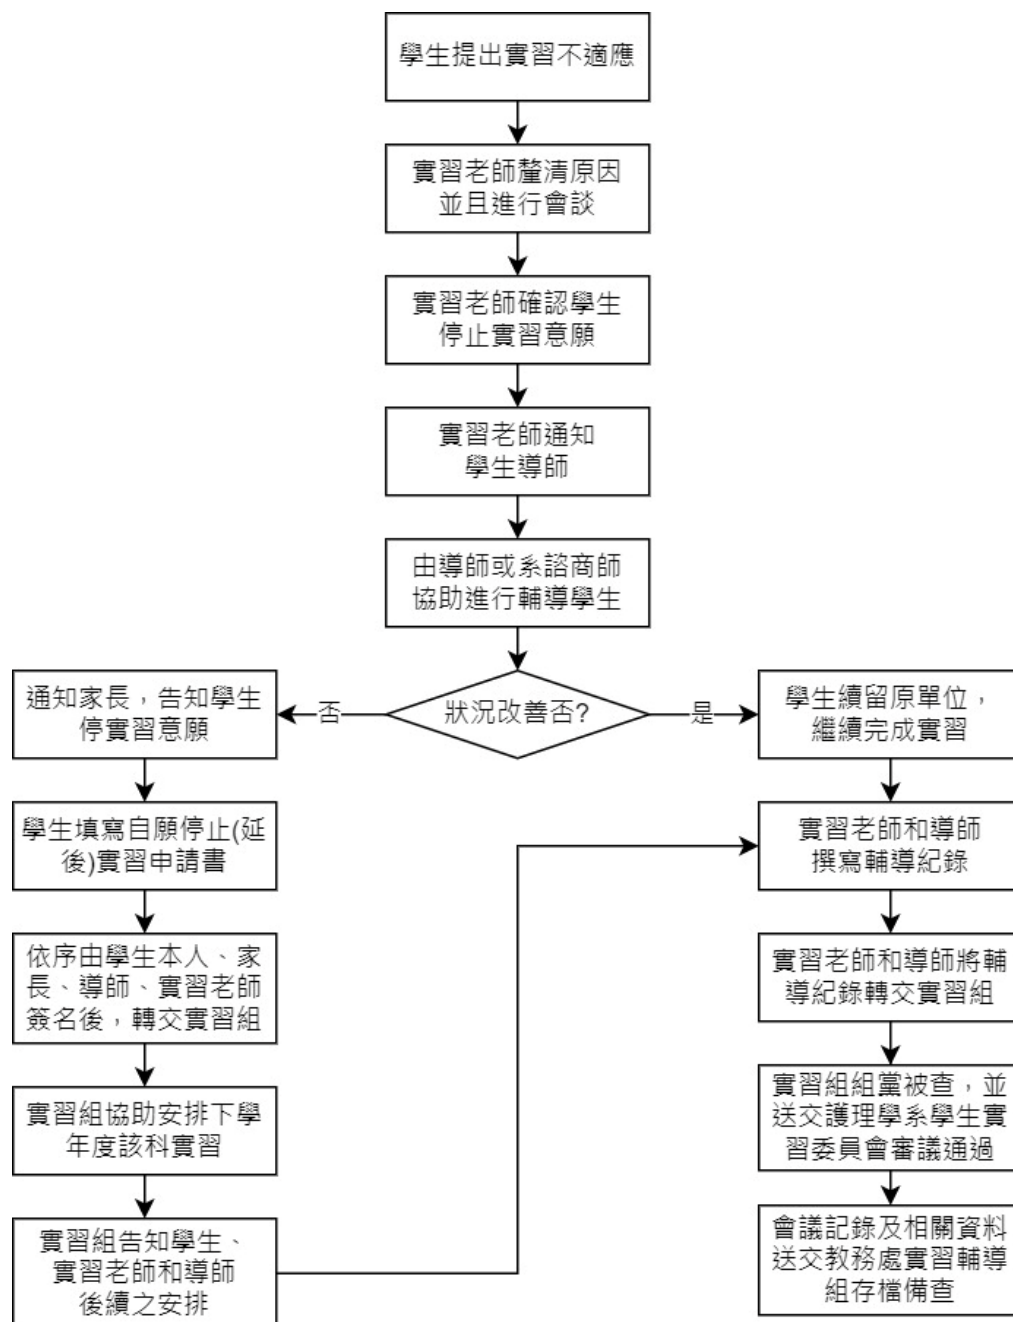 學生提出實習不適應
實習老師釐清原因
並且進行會談
實習老師確認學生
停止實習意願
實習老師通知
學生導師
由導師或系諮商師
協助進行輔導學生
狀況改善否?
否
是
通知家長，告知學生
停實習意願
學生填寫自願停止(延
後)實習申請書
依序由學生本人、家
長、導師、實習老師
簽名後，轉交實習組
實習組協助安排下學
年度該科實習
實習組告知學生、
實習老師和導師
後續之安排
學生續留原單位，
繼續完成實習
實習老師和導師
撰寫輔導紀錄
實習老師和導師將輔
導紀錄轉交實習組
實習組組黨被查，並
送交護理學系學生實
習委員會審議通過
會議記錄及相關資料
送交教務處實習輔導
組存檔備查